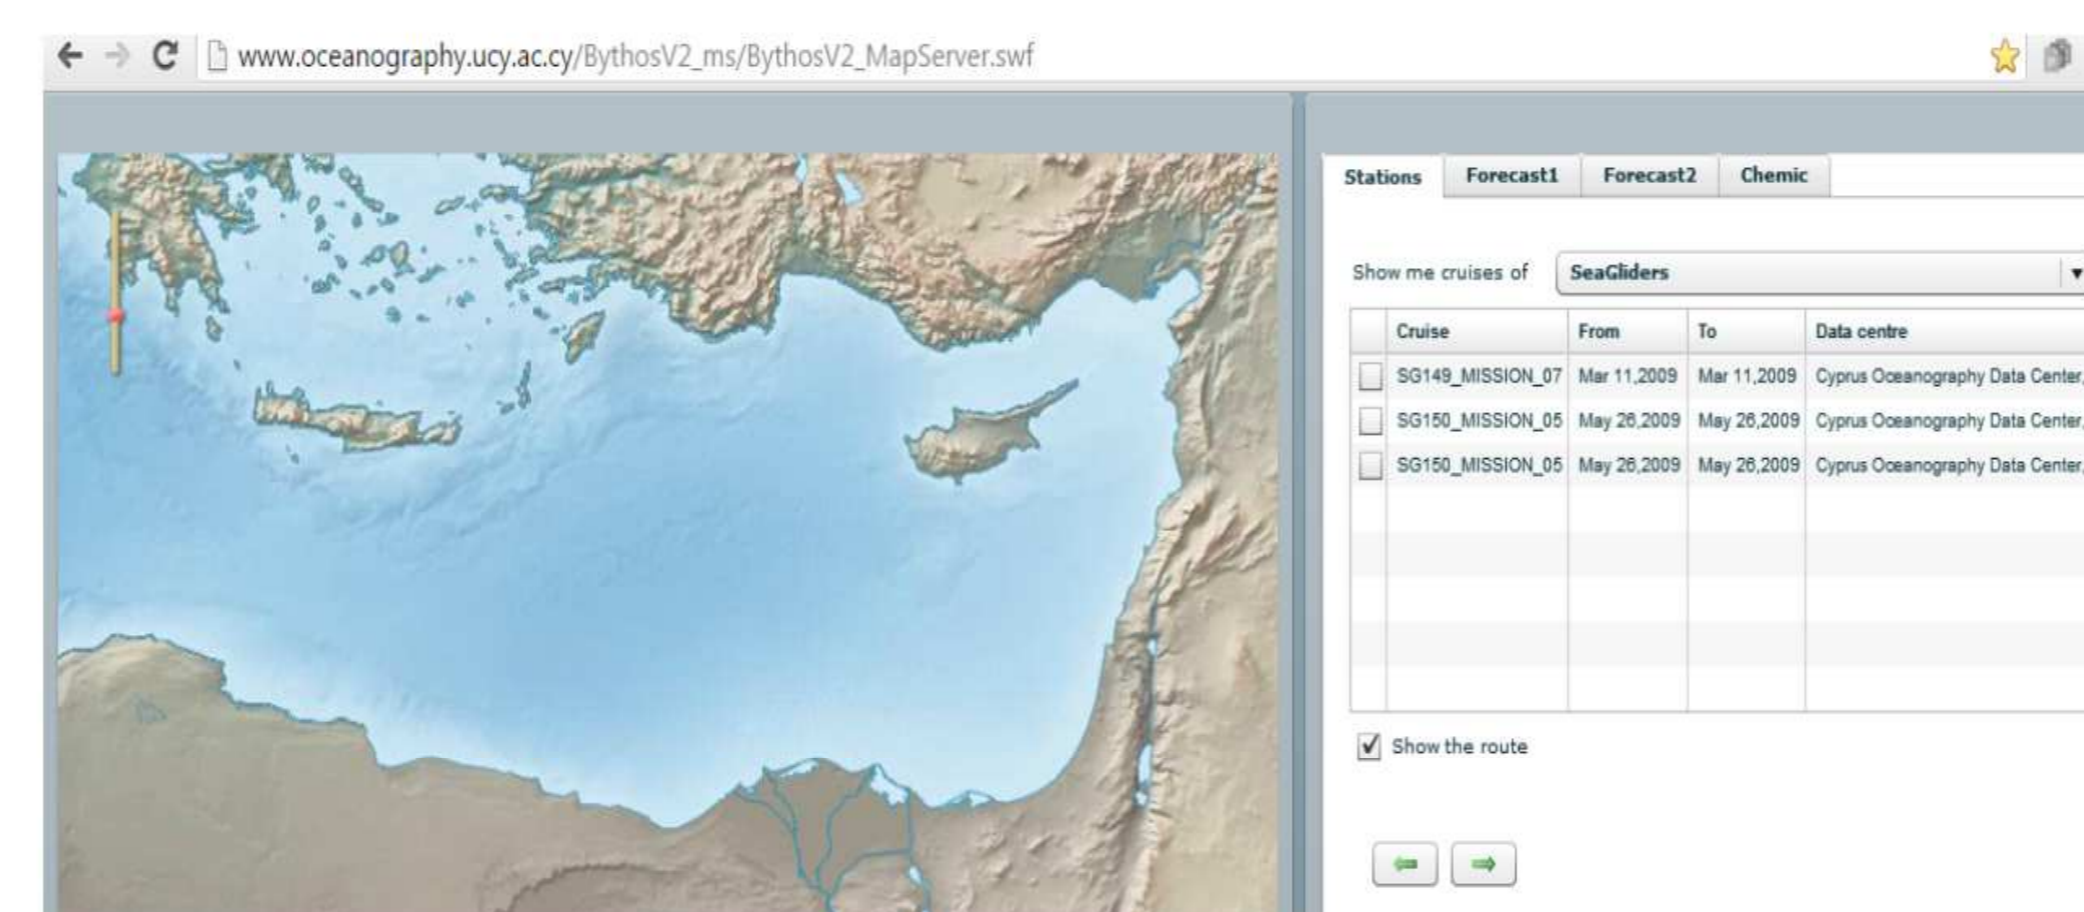 www.oceanography.ucy.ac.cy/BythosV2_ms/BythosV2_MapServer.swf
Stations Forecast1 Forecast2 Chemic
Show me cruises of SeaGliders
Cruise From To Data centre
SG149_MISSION_07 Mar 11,2009 Mar 11,2009 Cyprus Oceanography Data Center,
SG150_MISSION_05 May 26,2009 May 26,2009 Cyprus Oceanography Data Center,
SG150_MISSION_05 May 26,2009 May 26,2009 Cyprus Oceanography Data Center,
Show the route